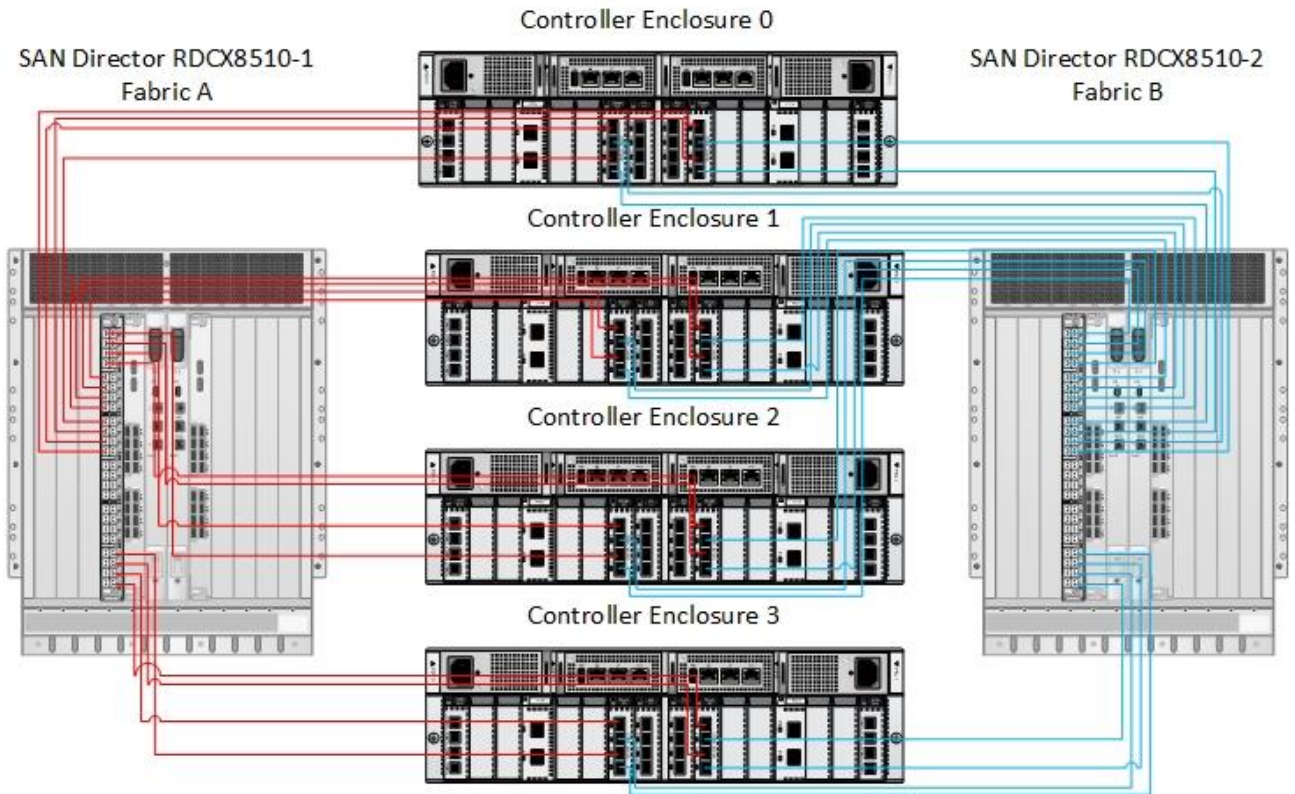 Controller Enclosure 0
SAN Director RDCX8510-1
Fabric A
SAN Director RDCX8510-2
Fabric B
Controller Enclosure 1
Controller Enclosure 2
Controller Enclosure 3